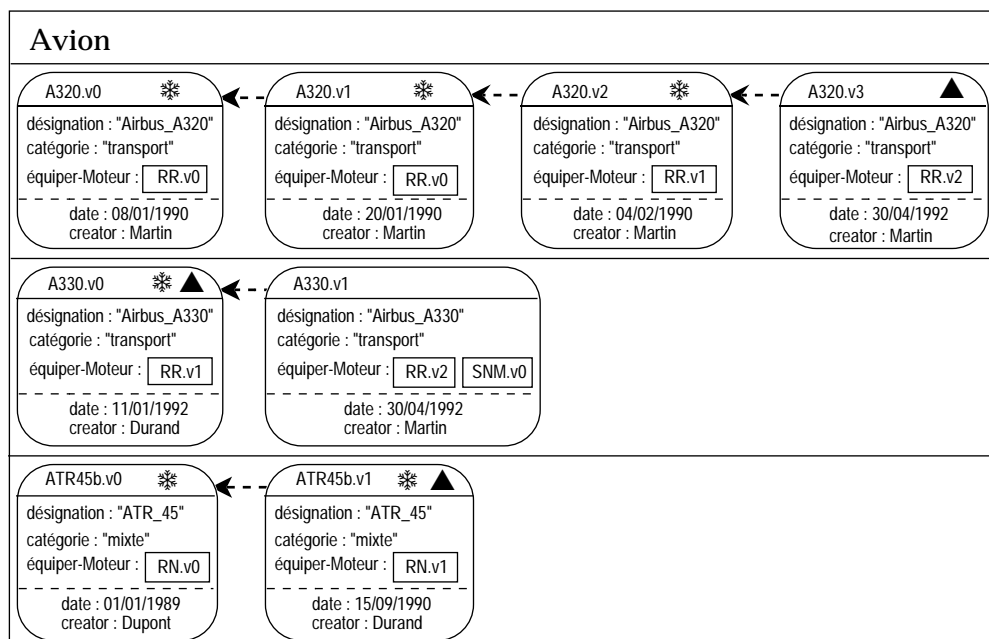 Avion
A320.v0
désignation : "Airbus_A320"
catégorie : "transport"
équiper-Moteur : RR.v0
date : 08/01/1990
creator : Martin
A320.v1
désignation : "Airbus_A320"
catégorie : "transport"
équiper-Moteur : RR.v0
date : 20/01/1990
creator : Martin
A320.v2
désignation : "Airbus_A320"
catégorie : "transport"
équiper-Moteur : RR.v1
date : 04/02/1990
creator : Martin
A320.v3
désignation : "Airbus_A320"
catégorie : "transport"
équiper-Moteur : RR.v2
date : 30/04/1992
creator : Martin
A330.v0
désignation : "Airbus_A330"
catégorie : "transport"
équiper-Moteur : RR.v1
date : 11/01/1992
creator : Durand
A330.v1
désignation : "Airbus_A330"
catégorie : "transport"
équiper-Moteur : RR.v2 SNM.v0
date : 30/04/1992
creator : Martin
ATR45b.v0
désignation : "ATR_45"
catégorie : "mixte"
équiper-Moteur : RN.v0
date : 01/01/1989
creator : Dupont
ATR45b.v1
désignation : "ATR_45"
catégorie : "mixte"
équiper-Moteur : RN.v1
date : 15/09/1990
creator : Durand